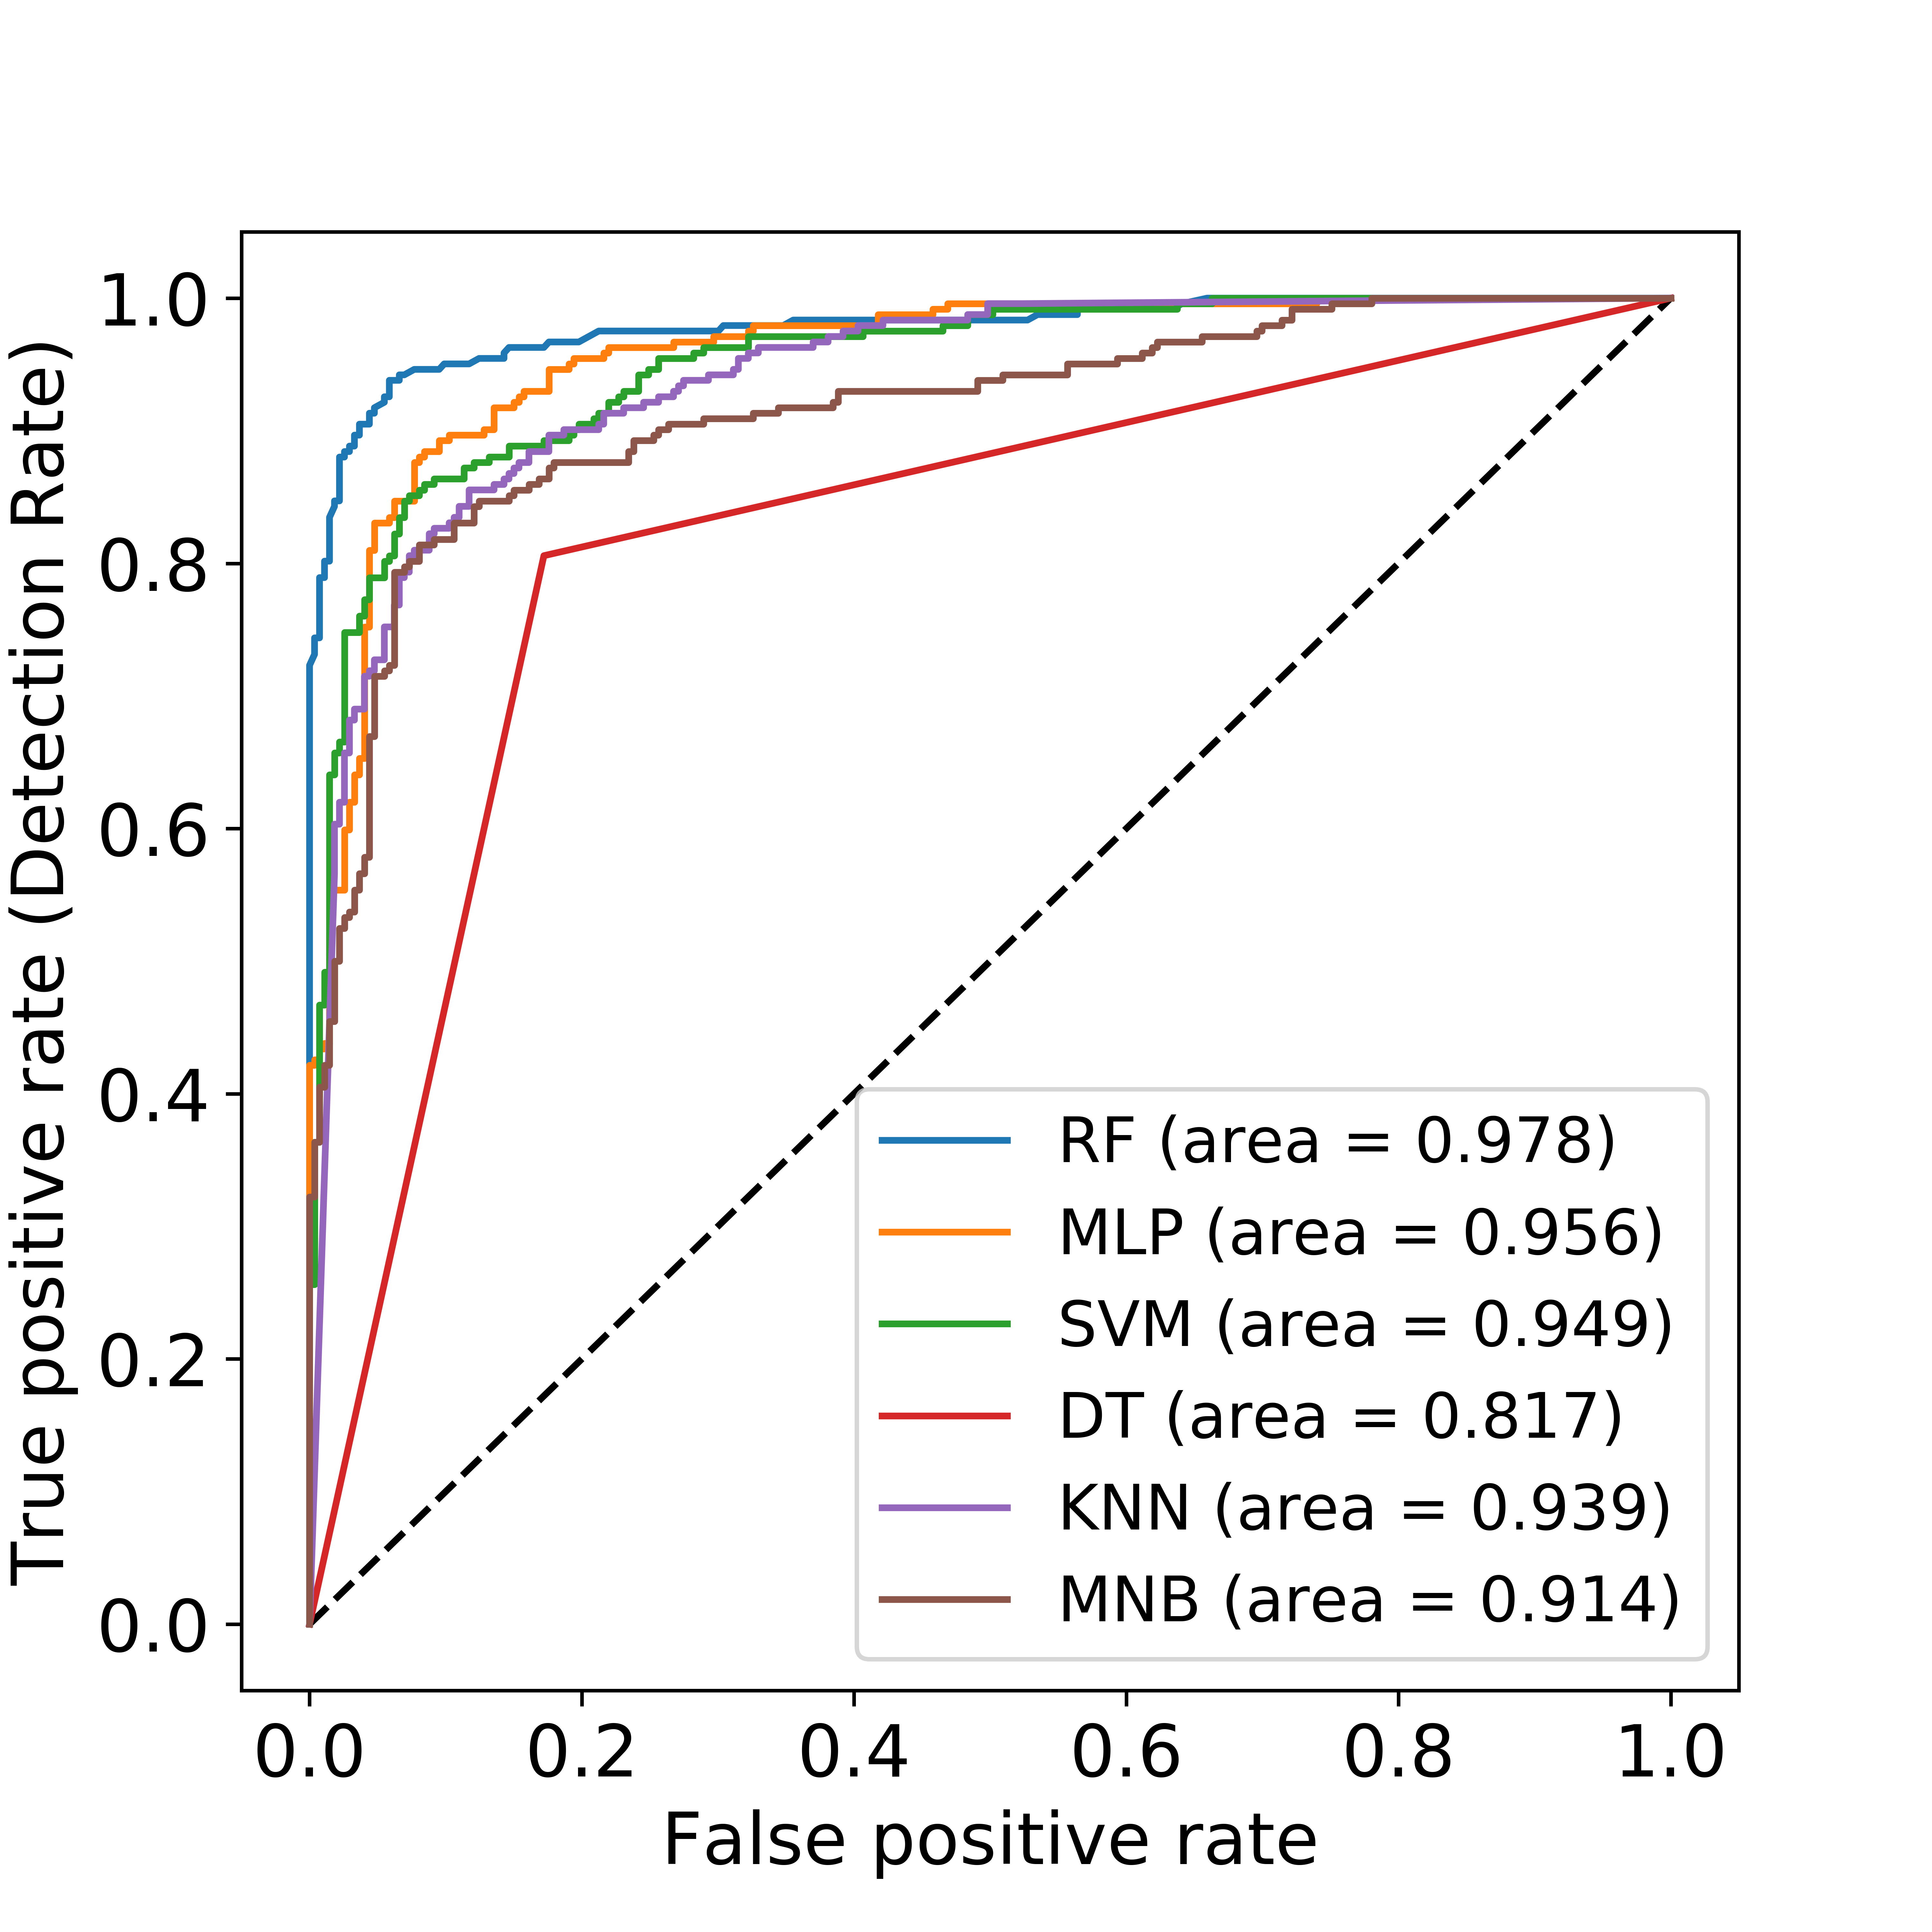 True positive rate (Detection Rate)
1.0
0.8
0.6
0.4
0.2
0.0
RF (area = 0.978)
MLP (area = 0.956)
SVM (area = 0.949)
DT (area = 0.817)
KNN (area = 0.939)
MNB (area = 0.914)
0.0 0.2 0.4 0.6 0.8 1.0
False positive rate